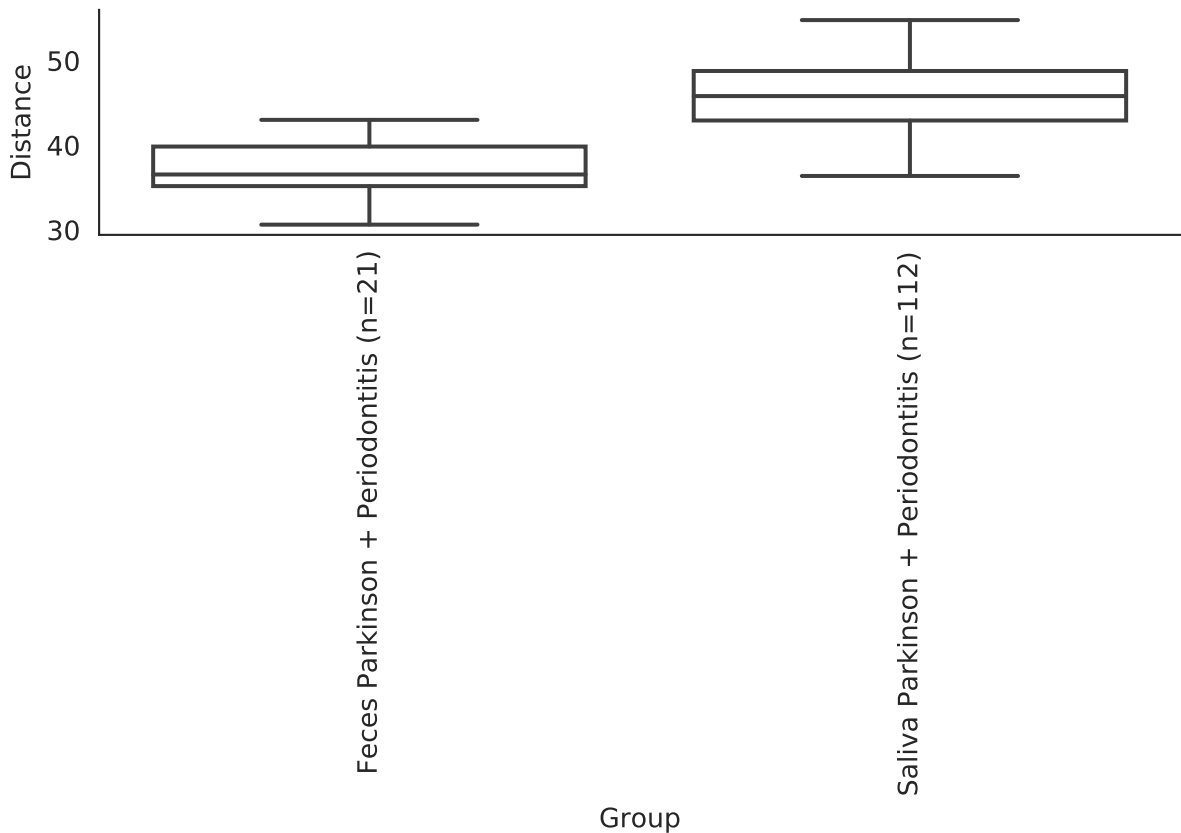 Distance
50
40
30
Feces Parkinson + Periodontitis (n=21)
Saliva Parkinson + Periodontitis (n=112)
Group